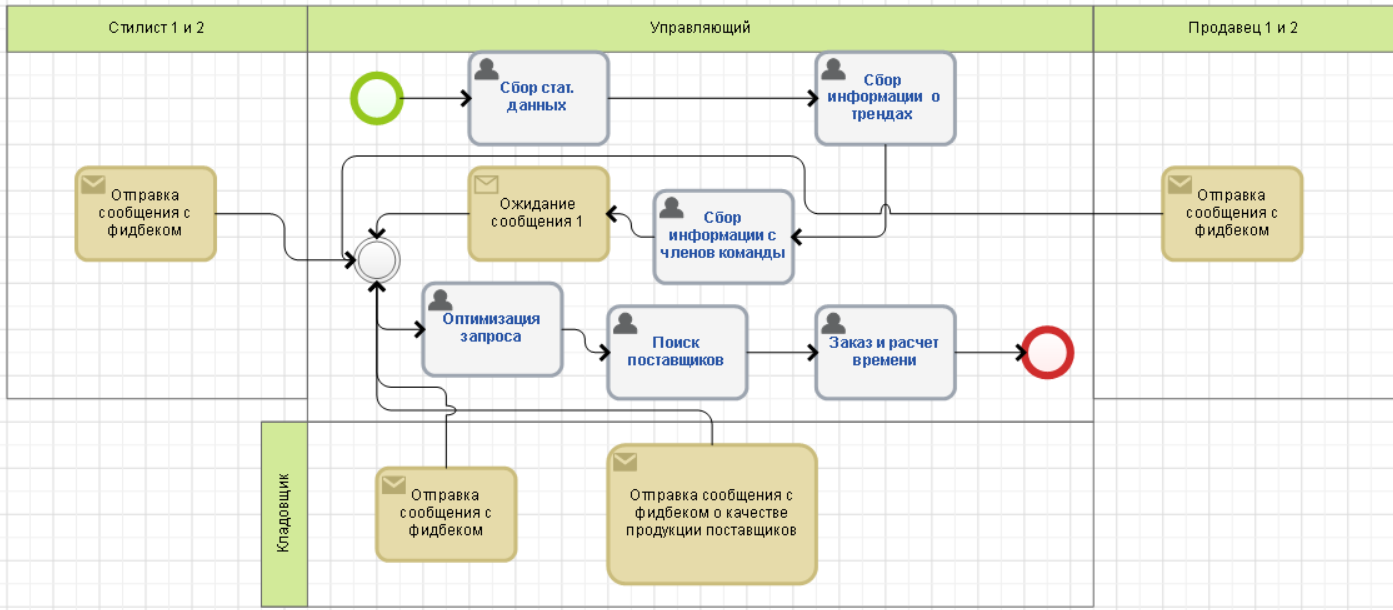 Стилист 1 и 2
Управляющий
Продавец 1 и 2
Сбор стат.
данных
Сбор
информации о
трендах
Отправка
сообщения с
фидбеком
Ожидание
сообщения 1
Сбор
информации с
членов команды
Отправка
сообщения с
фидбеком
Оптимизация
запроса
Поиск
поставщиков
Заказ и расчет
времени
Кладовщик
Отправка
сообщения с
фидбеком
Отправка сообщения с
фидбеком о качестве
продукции поставщиков